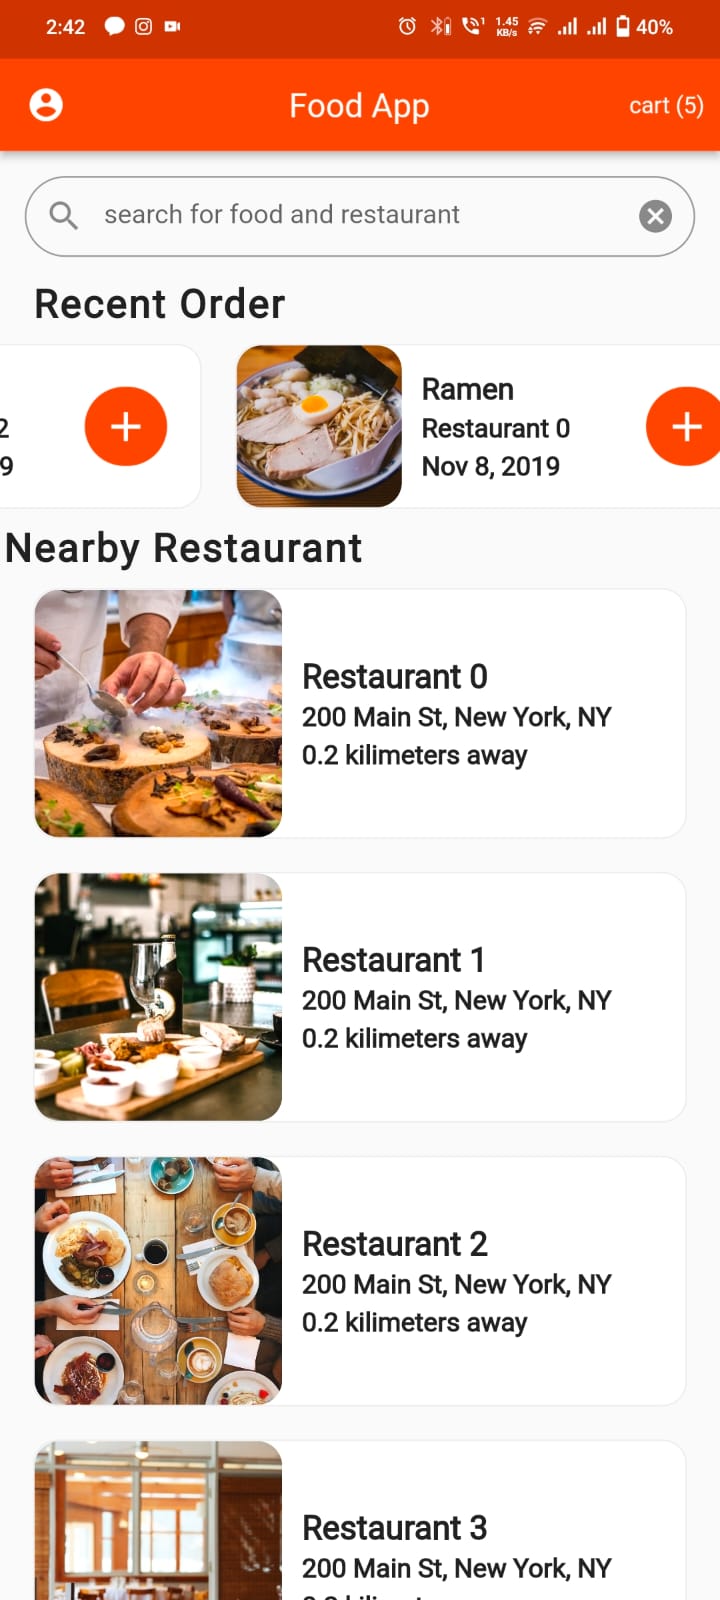 2:42
1.45 KB/s
40%
Food App
cart (5)
search for food and restaurant
Recent Order
2
9
Ramen
Restaurant 0
Nov 8, 2019
Nearby Restaurant
Restaurant 0
200 Main St, New York, NY
0.2 kilimeters away
Restaurant 1
200 Main St, New York, NY
0.2 kilimeters away
Restaurant 2
200 Main St, New York, NY
0.2 kilimeters away
Restaurant 3
200 Main St, New York, NY